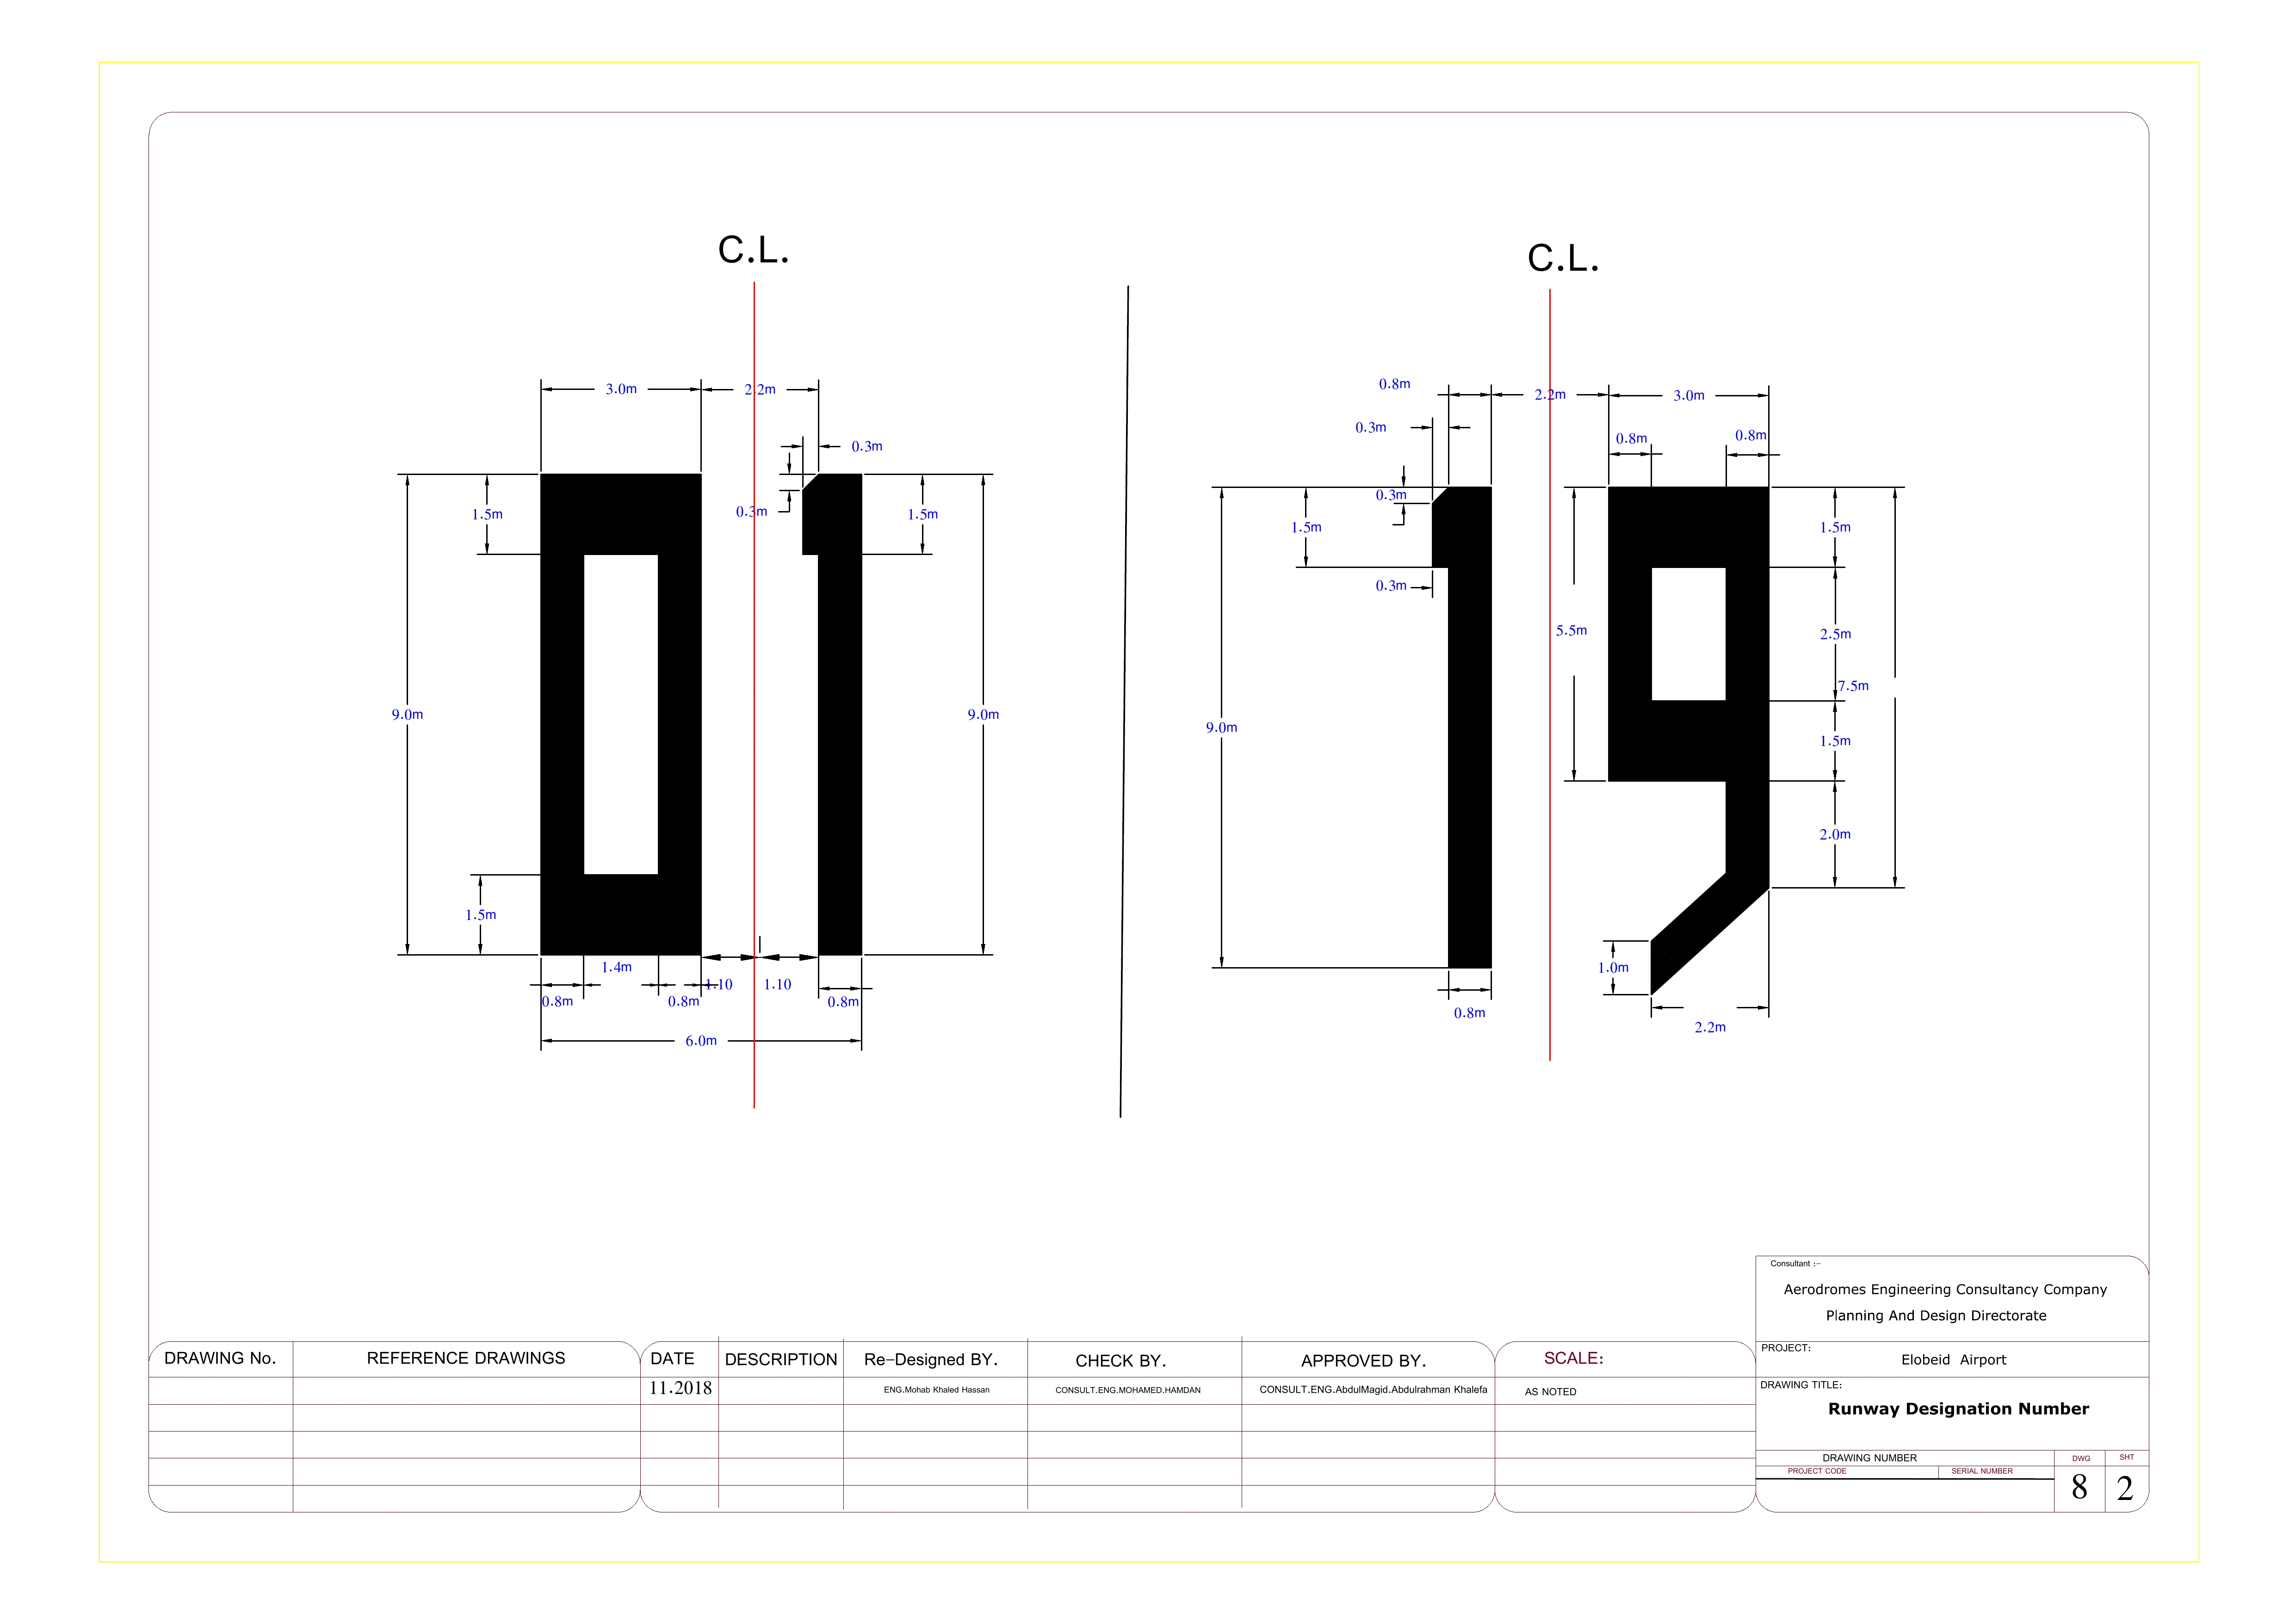 C.L.
C.L.
3.0m
2.2m
0.3m
0.3m
1.5m
1.5m
9.0m
9.0m
1.5m
1.4m
1.10
1.10
0.8m
0.8m
0.8m
6.0m
0.8m
2.2m
3.0m
0.3m
0.8m
0.8m
0.3m
1.5m
1.5m
0.3m
5.5m
2.5m
7.5m
9.0m
1.5m
2.0m
1.0m
0.8m
2.2m
Consultant :-
Aerodromes Engineering Consultancy Company
Planning And Design Directorate
PROJECT:
Elobeid Airport
DRAWING TITLE:
Runway Designation Number
DRAWING NUMBER
PROJECT CODE
SERIAL NUMBER
DWG
SHT
8
2
DRAWING No.
REFERENCE DRAWINGS
DATE
DESCRIPTION
Re-Designed BY.
CHECK BY.
APPROVED BY.
SCALE:
11.2018
ENG.Mohab Khaled Hassan
CONSULT.ENG.MOHAMED.HAMDAN
CONSULT.ENG.AbdulMagid.Abdulrahman Khalefa
AS NOTED
01
19